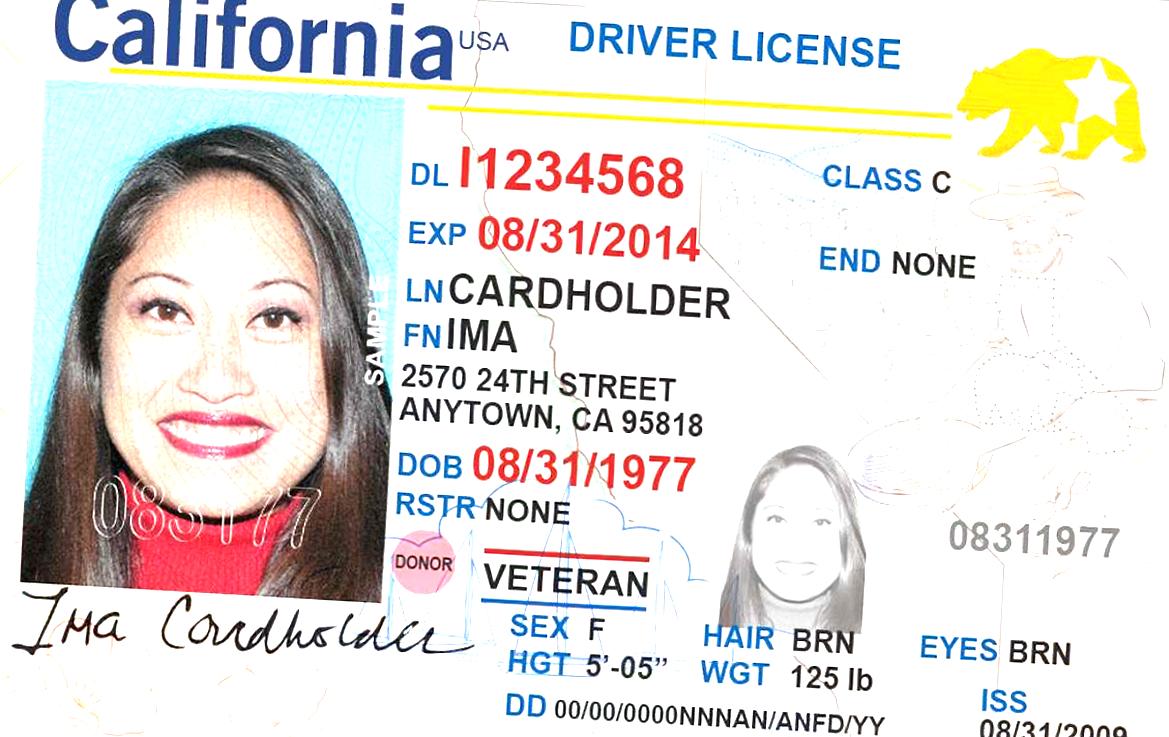 California USA DRIVER LICENSE
DL I1234568
CLASS C
EXP 08/31/2014
END NONE
LN CARDHOLDER
FN IMA
SAMPLE
2570 24TH STREET
ANYTOWN, CA 95818
DOB 08/31/1977
RSTR NONE
083177
08311977
DONOR
VETERAN
Ima Cardholder
SEX F HAIR BRN EYES BRN
HGT 5'-05" WGT 125 lb
ISS
DD 00/00/0000NNNAN/ANFD/YY
08/31/2009